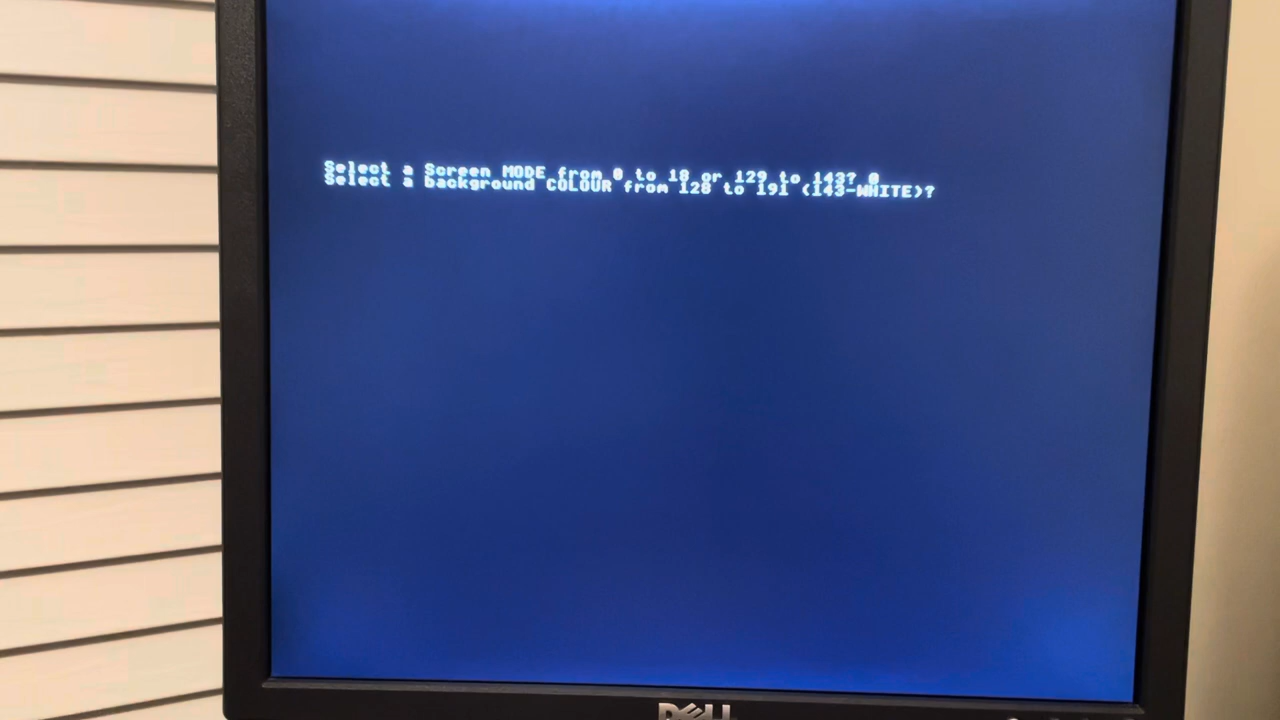 Select a Screen MODE from 0 to 18 or 129 to 143? 0
Select a background COLOUR from 128 to 191 (143-WHITE)?
DELL